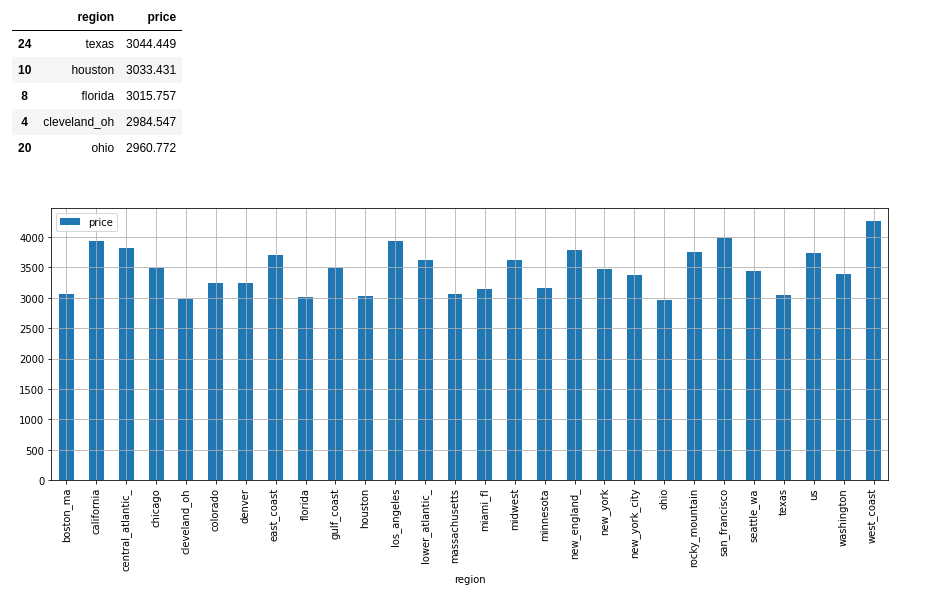 region price
24 texas 3044.449
10 houston 3033.431
8 florida 3015.757
4 cleveland_oh 2984.547
20 ohio 2960.772
price
4000
3500
3000
2500
2000
1500
1000
500
0
boston_ma
california
central_atlantic_
chicago
cleveland_oh
colorado
denver
east_coast
florida
gulf_coast
houston
los_angeles
lower_atlantic_
massachusetts
miami_fl
midwest
minnesota
new_england_
new_york
new_york_city
ohio
rocky_mountain
san_francisco
seattle_wa
texas
us
washington
west_coast
region